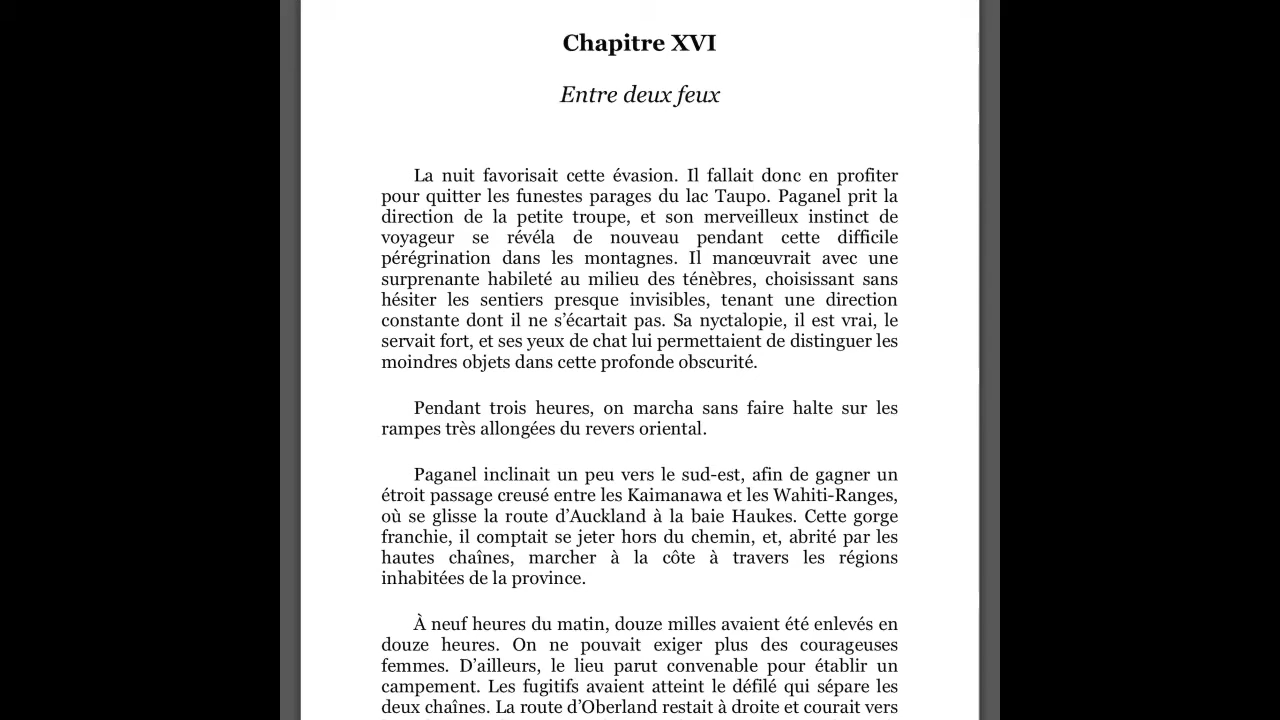 Chapitre XVI
Entre deux feux
La nuit favorisait cette évasion. Il fallait donc en profiter
pour quitter les funestes parages du lac Taupo. Paganel prit la
direction de la petite troupe, et son merveilleux instinct de
voyageur se révéla de nouveau pendant cette difficile
pérégrination dans les montagnes. Il manœuvrait avec une
surprenante habileté au milieu des ténèbres, choisissant sans
hésiter les sentiers presque invisibles, tenant une direction
constante dont il ne s’écartait pas. Sa nyctalopie, il est vrai, le
servait fort, et ses yeux de chat lui permettaient de distinguer les
moindres objets dans cette profonde obscurité.
Pendant trois heures, on marcha sans faire halte sur les
rampes très allongées du revers oriental.
Paganel inclinait un peu vers le sud-est, afin de gagner un
étroit passage creusé entre les Kaimanawa et les Wahiti-Ranges,
où se glisse la route d’Auckland à la baie Haukes. Cette gorge
franchie, il comptait se jeter hors du chemin, et, abrité par les
hautes chaînes, marcher à la côte à travers les régions
inhabitées de la province.
À neuf heures du matin, douze milles avaient été enlevés en
douze heures. On ne pouvait exiger plus des courageuses
femmes. D’ailleurs, le lieu parut convenable pour établir un
campement. Les fugitifs avaient atteint le défilé qui sépare les
deux chaînes. La route d’Oberland restait à droite et courait vers